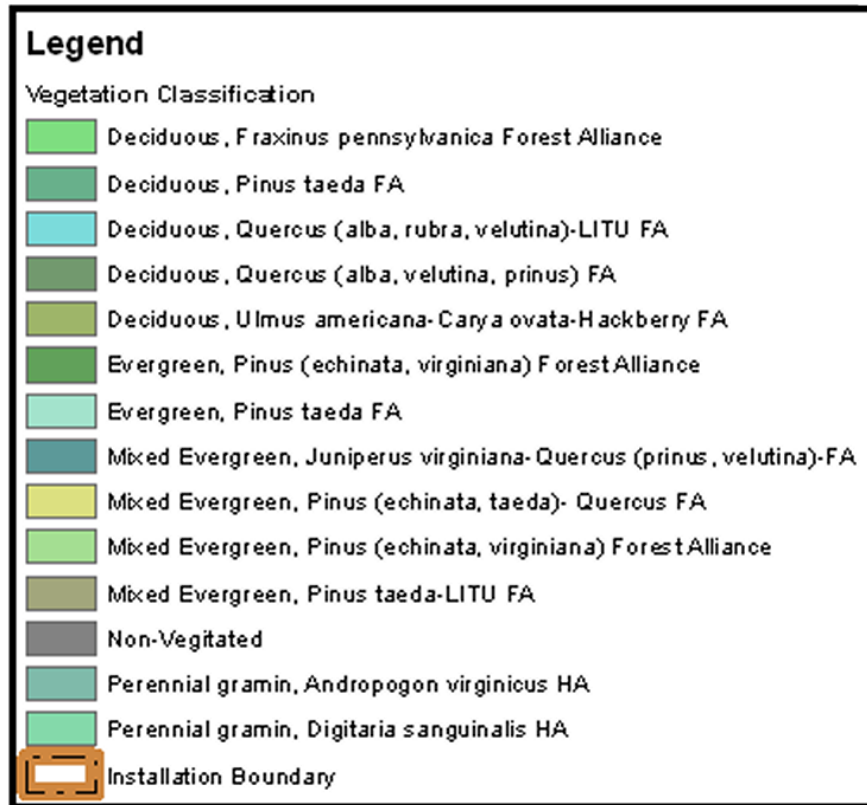 Legend
Vegetation Classification
Deciduous, Fraxinus pennsylvanica Forest Alliance
Deciduous, Pinus taeda FA
Deciduous, Quercus (alba, rubra, velutina)-LITU FA
Deciduous, Quercus (alba, velutina, prinus) FA
Deciduous, Ulmus americana-Carya ovata-Hackberry FA
Evergreen, Pinus (echinata, virginiana) Forest Alliance
Evergreen, Pinus taeda FA
Mixed Evergreen, Juniperus virginiana-Quercus (prinus, velutina)-FA
Mixed Evergreen, Pinus (echinata, taeda)- Quercus FA
Mixed Evergreen, Pinus (echinata, virginiana) Forest Alliance
Mixed Evergreen, Pinus taeda-LITU FA
Non-Vegitated
Perennial gramin, Andropogon virginicus HA
Perennial gramin, Digitaria sanguinalis HA
Installation Boundary